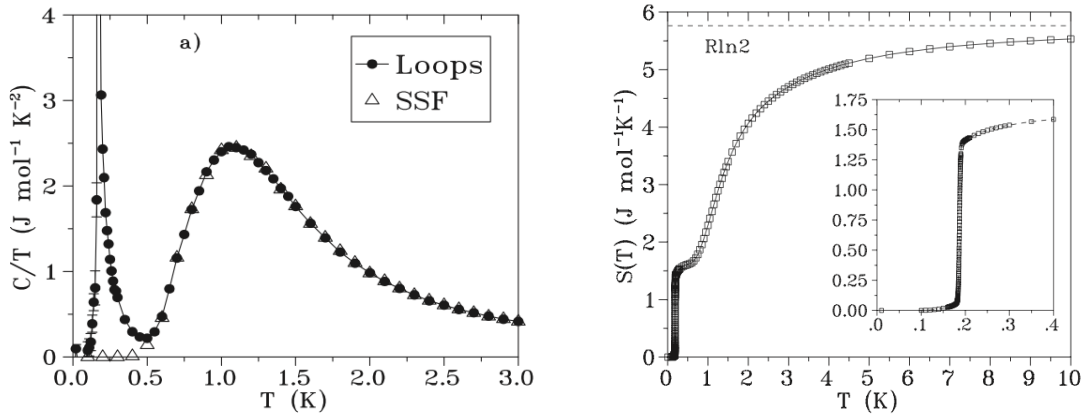 C/T (J mol⁻¹ K⁻²)
4
3
2
1
0
a)
Loops
SSF
0.0
0.5
1.0
1.5
2.0
2.5
3.0
T (K)
S(T) (J mol⁻¹K⁻¹)
6
5
4
3
2
1
0
Rln2
1.75
1.50
1.25
1.00
0.75
0.50
0.25
0.00
.0 .1 .2 .3 .4
0 1 2 3 4 5 6 7 8 9 10
T (K)